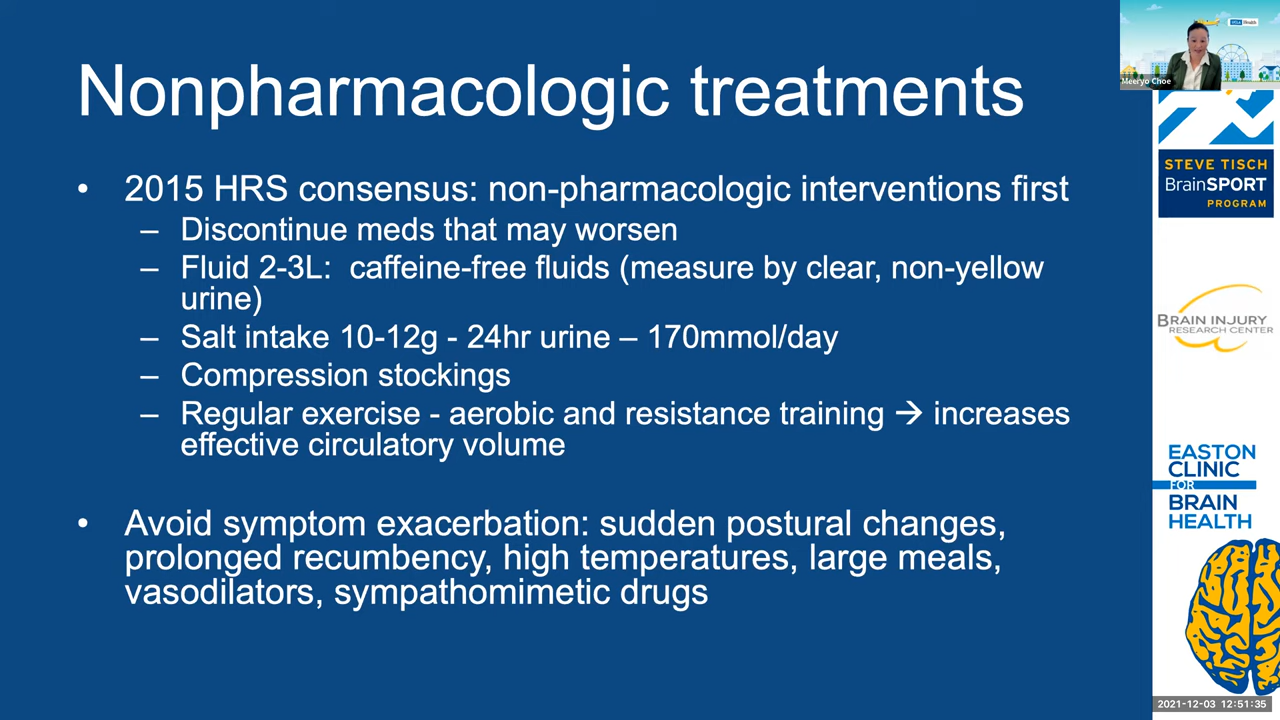 Nonpharmacologic treatments
• 2015 HRS consensus: non-pharmacologic interventions first
– Discontinue meds that may worsen
– Fluid 2-3L: caffeine-free fluids (measure by clear, non-yellow
urine)
– Salt intake 10-12g - 24hr urine – 170mmol/day
– Compression stockings
– Regular exercise - aerobic and resistance training → increases
effective circulatory volume
• Avoid symptom exacerbation: sudden postural changes,
prolonged recumbency, high temperatures, large meals,
vasodilators, sympathomimetic drugs
Health
Meeryo Choe
STEVE TISCH
BrainSPORT
PROGRAM
BRAIN INJURY
RESEARCH CENTER
EASTON
CLINIC
FOR
BRAIN
HEALTH
2021-12-03 12:51:35